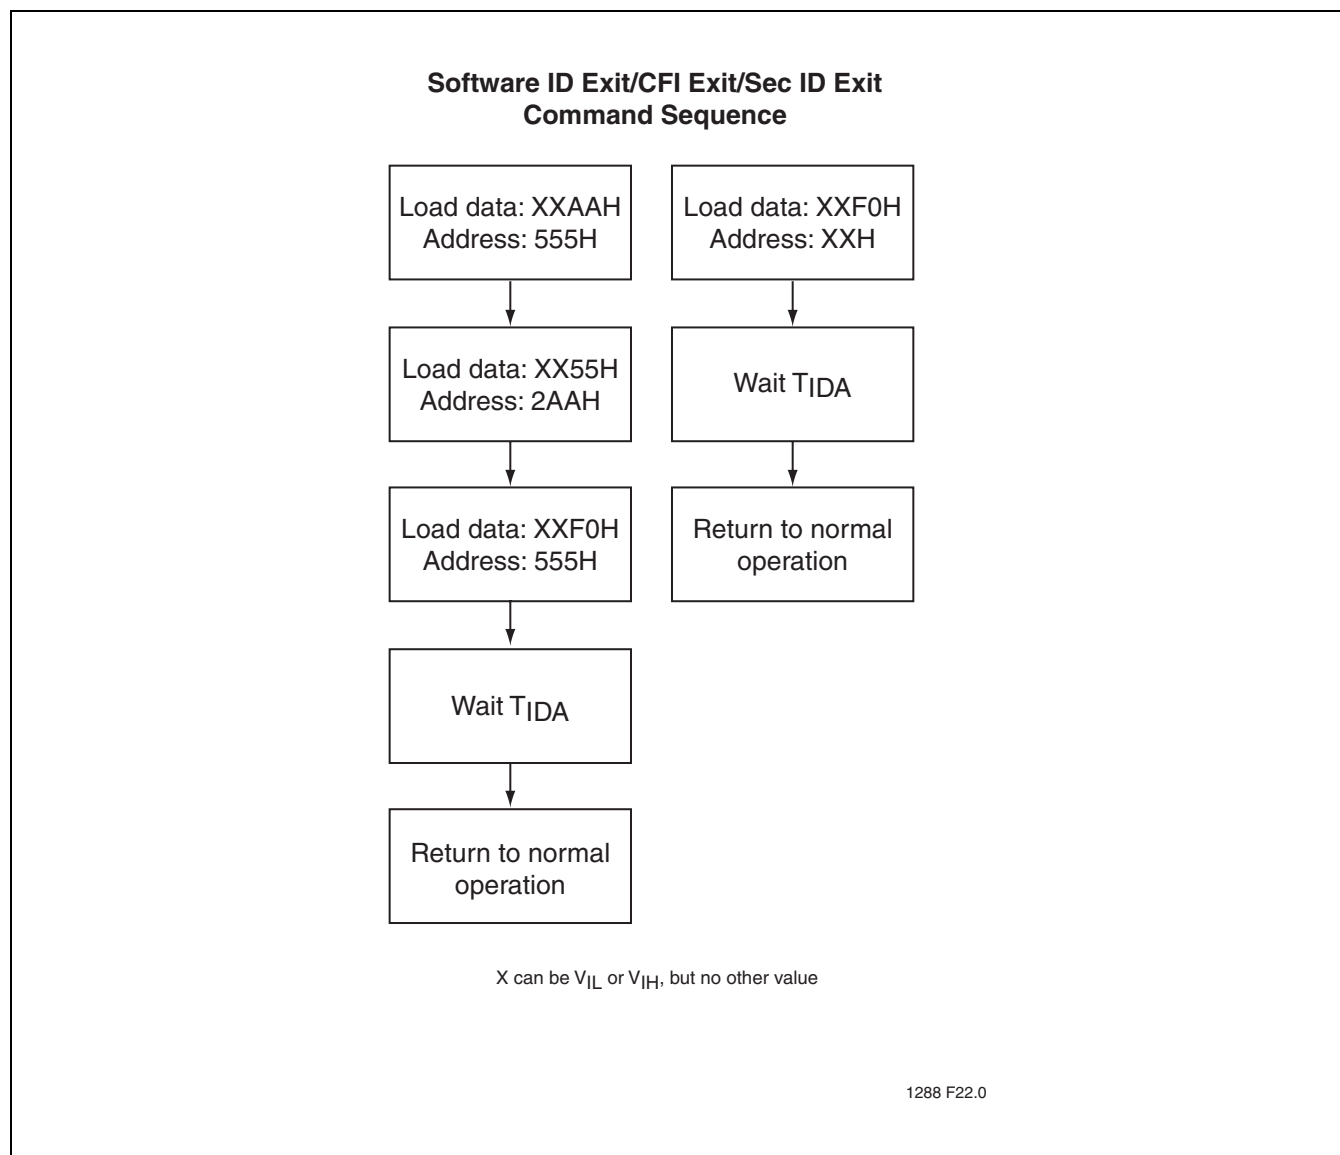 Software ID Exit/CFI Exit/Sec ID Exit
Command Sequence
Load data: XXAAH
Address: 555H
Load data: XX55H
Address: 2AAH
Load data: XXF0H
Address: 555H
Wait TIDA
Return to normal
operation
Load data: XXF0H
Address: XXH
Wait TIDA
Return to normal
operation
X can be VIL or VIH, but no other value
1288 F22.0